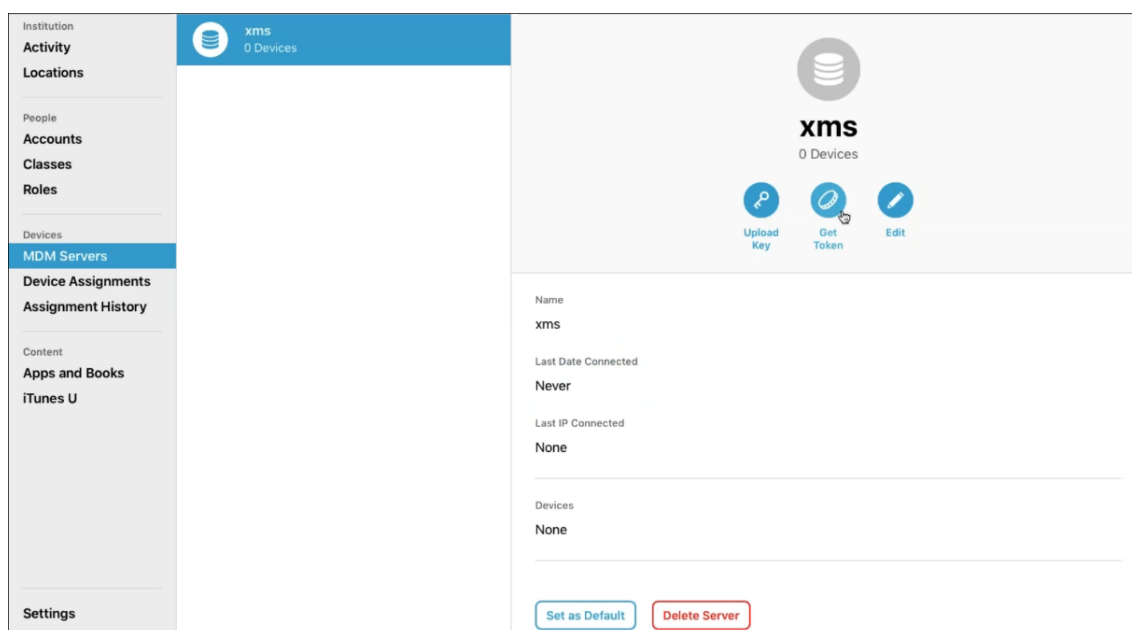 Institution
Activity
Locations
People
Accounts
Classes
Roles
Devices
MDM Servers
Device Assignments
Assignment History
Content
Apps and Books
iTunes U
Settings
xms
0 Devices
xms
0 Devices
Upload
Key
Get
Token
Edit
Name
xms
Last Date Connected
Never
Last IP Connected
None
Devices
None
Set as Default
Delete Server